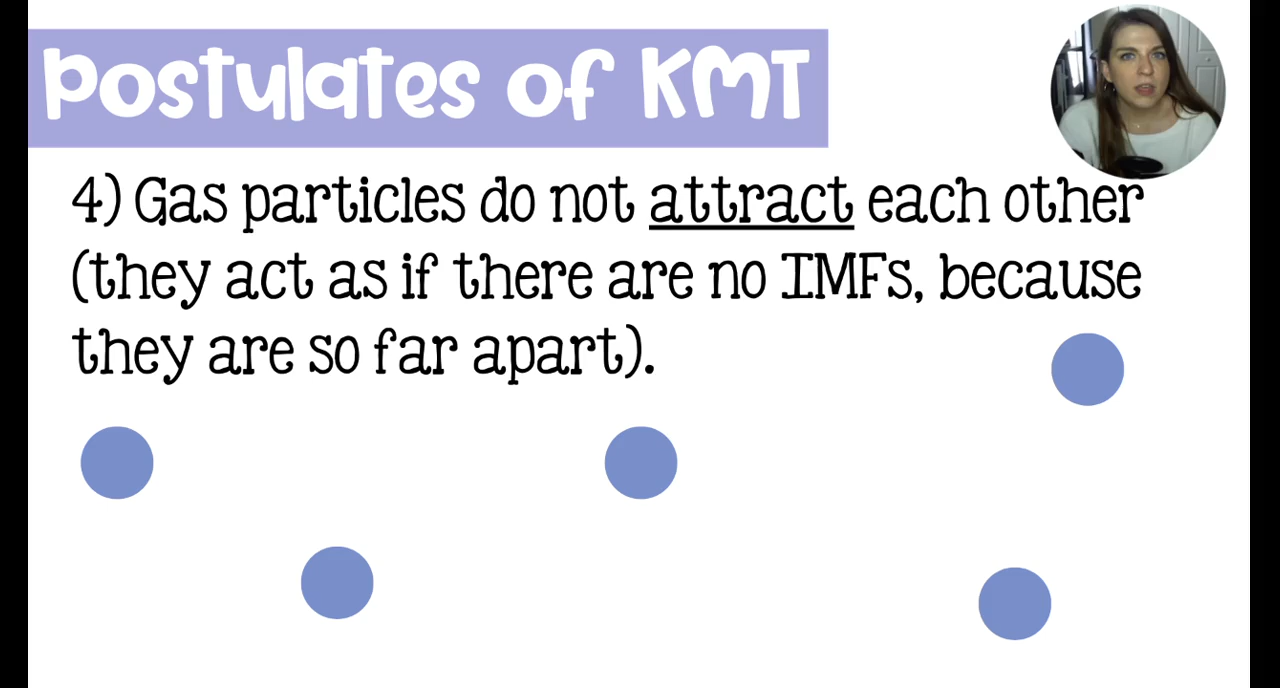 Postulates of KMT
4) Gas particles do not attract each other
(they act as if there are no IMFs, because
they are so far apart).